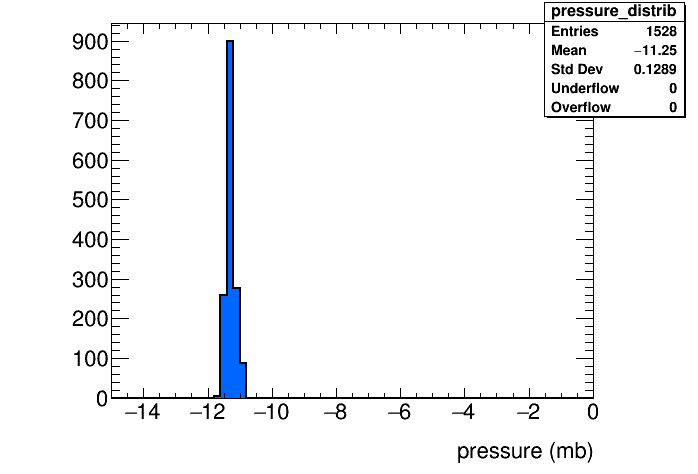 pressure_distrib
Entries 1528
Mean −11.25
Std Dev 0.1289
Underflow 0
Overflow 0
900
800
700
600
500
400
300
200
100
0
−14 −12 −10 −8 −6 −4 −2 0
pressure (mb)